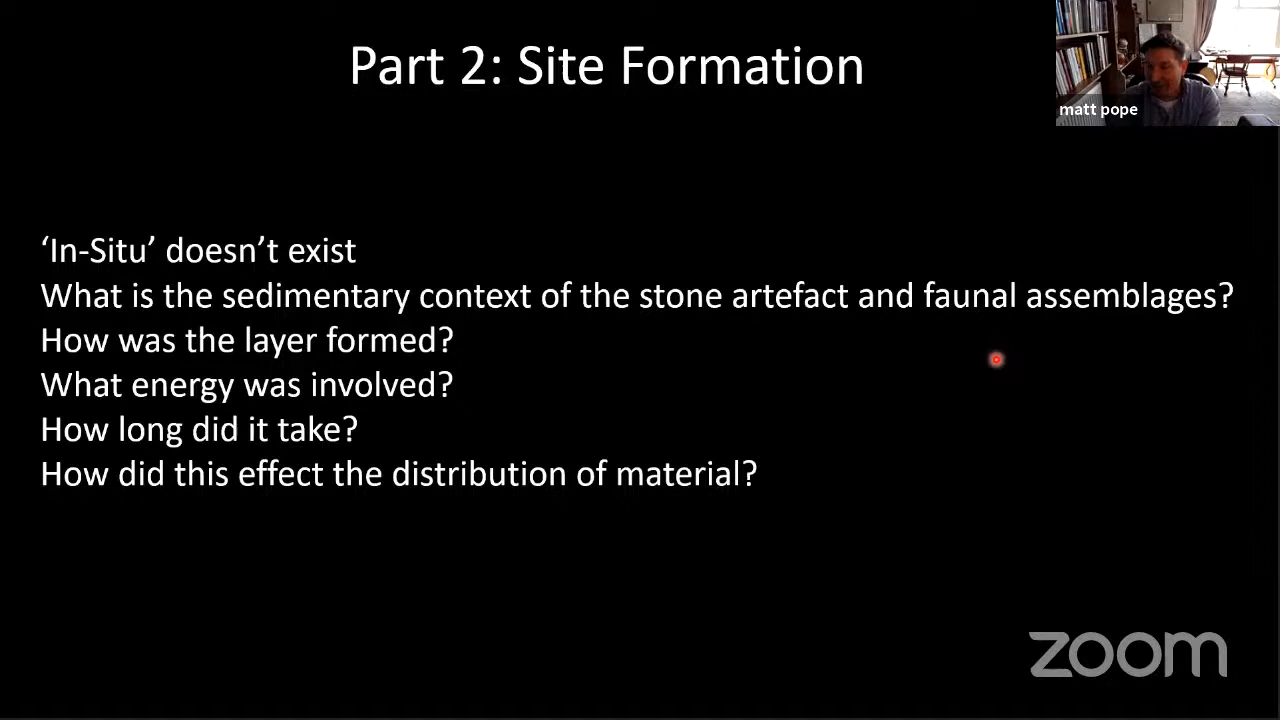 Part 2: Site Formation
matt pope
‘In-Situ’ doesn’t exist
What is the sedimentary context of the stone artefact and faunal assemblages?
How was the layer formed?
What energy was involved?
How long did it take?
How did this effect the distribution of material?
zoom